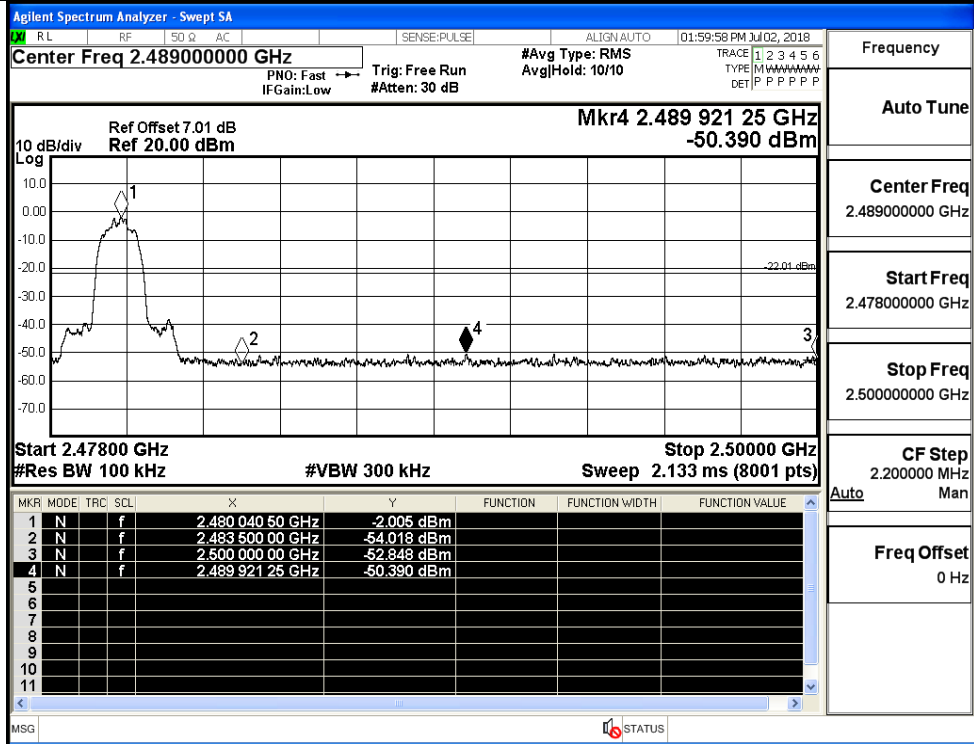 Agilent Spectrum Analyzer - Swept SA
LXI RL RF 50 Ω AC SENSE:PULSE ALIGN AUTO 01:59:58 PM Jul 02, 2018
Center Freq 2.489000000 GHz
PNO: Fast
IFGain:Low
Trig: Free Run
#Atten: 30 dB
#Avg Type: RMS
Avg|Hold: 10/10
TRACE 1 2 3 4 5 6
TYPE M WWWWW
DET P P P P P P
Mkr4 2.489 921 25 GHz
-50.390 dBm
Ref Offset 7.01 dB
10 dB/div Ref 20.00 dBm
Log
10.0
0.00
-10.0
-20.0
-30.0
-40.0
-50.0
-60.0
-70.0
1
2
4
3
-22.01 dBm
Start 2.47800 GHz Stop 2.50000 GHz
#Res BW 100 kHz #VBW 300 kHz Sweep 2.133 ms (8001 pts)
MKR MODE TRC SCL X Y FUNCTION FUNCTION WIDTH FUNCTION VALUE
1 N f 2.480 040 50 GHz -2.005 dBm
2 N f 2.483 500 00 GHz -54.018 dBm
3 N f 2.500 000 00 GHz -52.848 dBm
4 N f 2.489 921 25 GHz -50.390 dBm
5
6
7
8
9
10
11
MSG STATUS
Frequency
Auto Tune
Center Freq
2.489000000 GHz
Start Freq
2.478000000 GHz
Stop Freq
2.500000000 GHz
CF Step
2.200000 MHz
Auto Man
Freq Offset
0 Hz